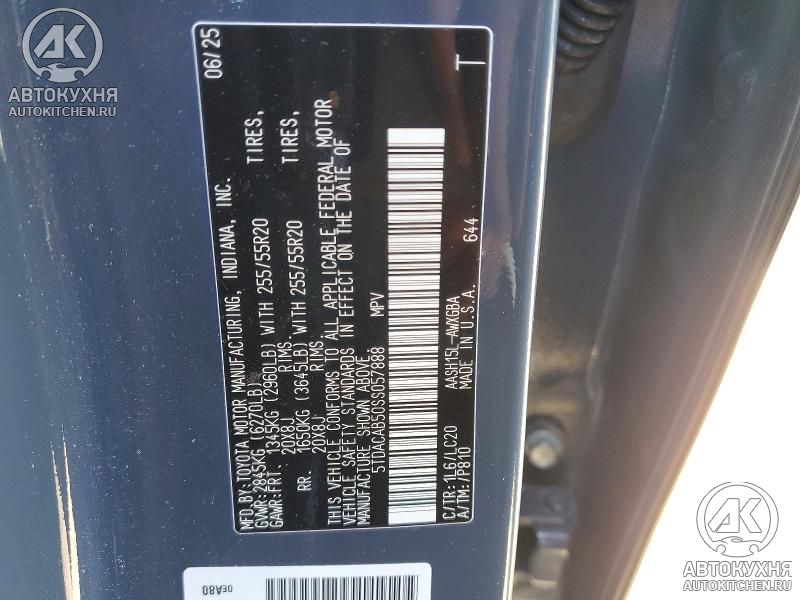 MFD.BY:TOYOTA MOTOR MANUFACTURING, INDIANA, INC. 06/25
GVWR:2845KG (6270LB)
GAWR:FRT. 1345KG (2960LB) WITH 255/55R20 TIRES,
20X8J RIMS
RR. 1650KG (3645LB) WITH 255/55R20 TIRES,
20X8J RIMS
THIS VEHICLE CONFORMS TO ALL APPLICABLE FEDERAL MOTOR
VEHICLE SAFETY STANDARDS IN EFFECT ON THE DATE OF
MANUFACTURE SHOWN ABOVE.
5TDACAB50SS057888 MPV
T
C/TR:1L6/LC20 AASH15L-AWXGBA 644
A/TM:/P810 MADE IN U.S.A.
0EA80
АК
АВТОКУХНЯ
AUTOKITCHEN.RU
АК
АВТОКУХНЯ
AUTOKITCHEN.RU